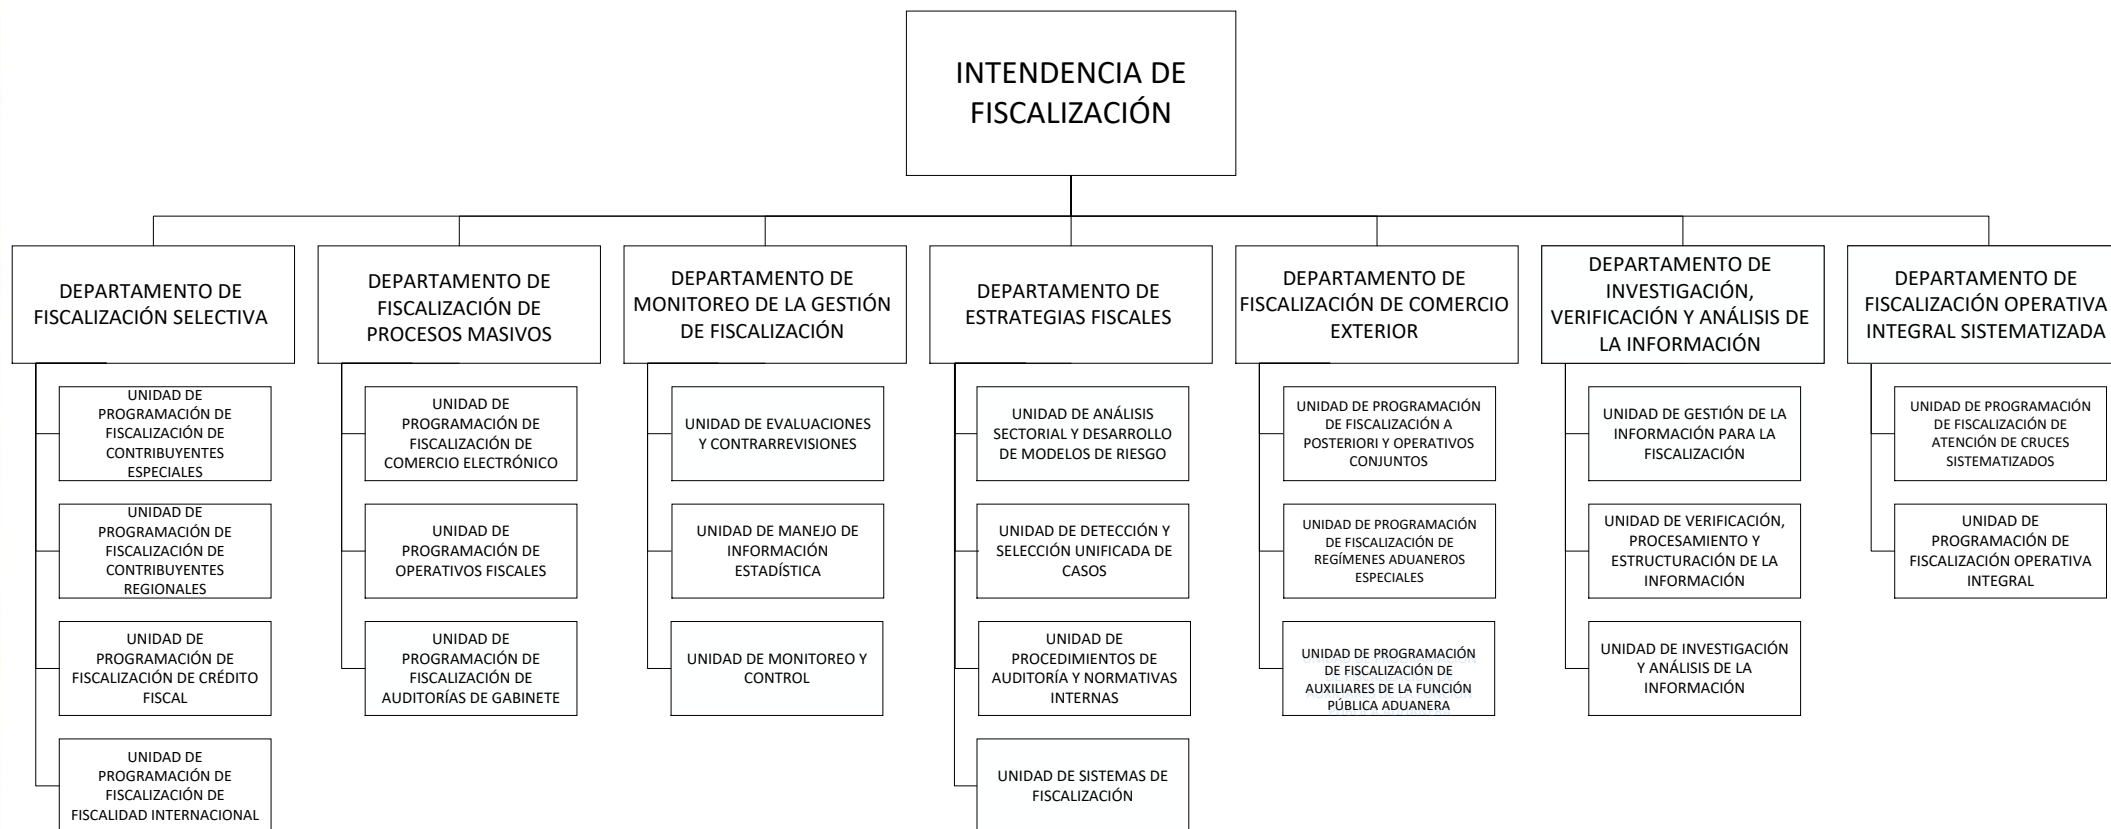 INTENDENCIA DE
FISCALIZACIÓN
DEPARTAMENTO DE
FISCALIZACIÓN SELECTIVA
DEPARTAMENTO DE
FISCALIZACIÓN DE
PROCESOS MASIVOS
DEPARTAMENTO DE
MONITOREO DE LA GESTIÓN
DE FISCALIZACIÓN
DEPARTAMENTO DE
ESTRATEGIAS FISCALES
DEPARTAMENTO DE
FISCALIZACIÓN DE COMERCIO
EXTERIOR
DEPARTAMENTO DE
INVESTIGACIÓN,
VERIFICACIÓN Y ANÁLISIS DE
LA INFORMACIÓN
DEPARTAMENTO DE
FISCALIZACIÓN OPERATIVA
INTEGRAL SISTEMATIZADA
UNIDAD DE
PROGRAMACIÓN DE
FISCALIZACIÓN DE
CONTRIBUYENTES
ESPECIALES
UNIDAD DE
PROGRAMACIÓN DE
FISCALIZACIÓN DE
CONTRIBUYENTES
REGIONALES
UNIDAD DE
PROGRAMACIÓN DE
FISCALIZACIÓN DE CRÉDITO
FISCAL
UNIDAD DE
PROGRAMACIÓN DE
FISCALIZACIÓN DE
FISCALIDAD INTERNACIONAL
UNIDAD DE
PROGRAMACIÓN DE
FISCALIZACIÓN DE
COMERCIO ELECTRÓNICO
UNIDAD DE
PROGRAMACIÓN DE
OPERATIVOS FISCALES
UNIDAD DE
PROGRAMACIÓN DE
FISCALIZACIÓN DE
AUDITORÍAS DE GABINETE
UNIDAD DE EVALUACIONES
Y CONTRARREVISIONES
UNIDAD DE MANEJO DE
INFORMACIÓN
ESTADÍSTICA
UNIDAD DE MONITOREO Y
CONTROL
UNIDAD DE ANÁLISIS
SECTORIAL Y DESARROLLO
DE MODELOS DE RIESGO
UNIDAD DE DETECCIÓN Y
SELECCIÓN UNIFICADA DE
CASOS
UNIDAD DE
PROCEDIMIENTOS DE
AUDITORÍA Y NORMATIVAS
INTERNAS
UNIDAD DE SISTEMAS DE
FISCALIZACIÓN
UNIDAD DE PROGRAMACIÓN
DE FISCALIZACIÓN A
POSTERIORI Y OPERATIVOS
CONJUNTOS
UNIDAD DE PROGRAMACIÓN
DE FISCALIZACIÓN DE
REGÍMENES ADUANEROS
ESPECIALES
UNIDAD DE PROGRAMACIÓN
DE FISCALIZACIÓN DE
AUXILIARES DE LA FUNCIÓN
PÚBLICA ADUANERA
UNIDAD DE GESTIÓN DE LA
INFORMACIÓN PARA LA
FISCALIZACIÓN
UNIDAD DE VERIFICACIÓN,
PROCESAMIENTO Y
ESTRUCTURACIÓN DE LA
INFORMACIÓN
UNIDAD DE INVESTIGACIÓN
Y ANÁLISIS DE LA
INFORMACIÓN
UNIDAD DE PROGRAMACIÓN
DE FISCALIZACIÓN DE
ATENCIÓN DE CRUCES
SISTEMATIZADOS
UNIDAD DE
PROGRAMACIÓN DE
FISCALIZACIÓN OPERATIVA
INTEGRAL